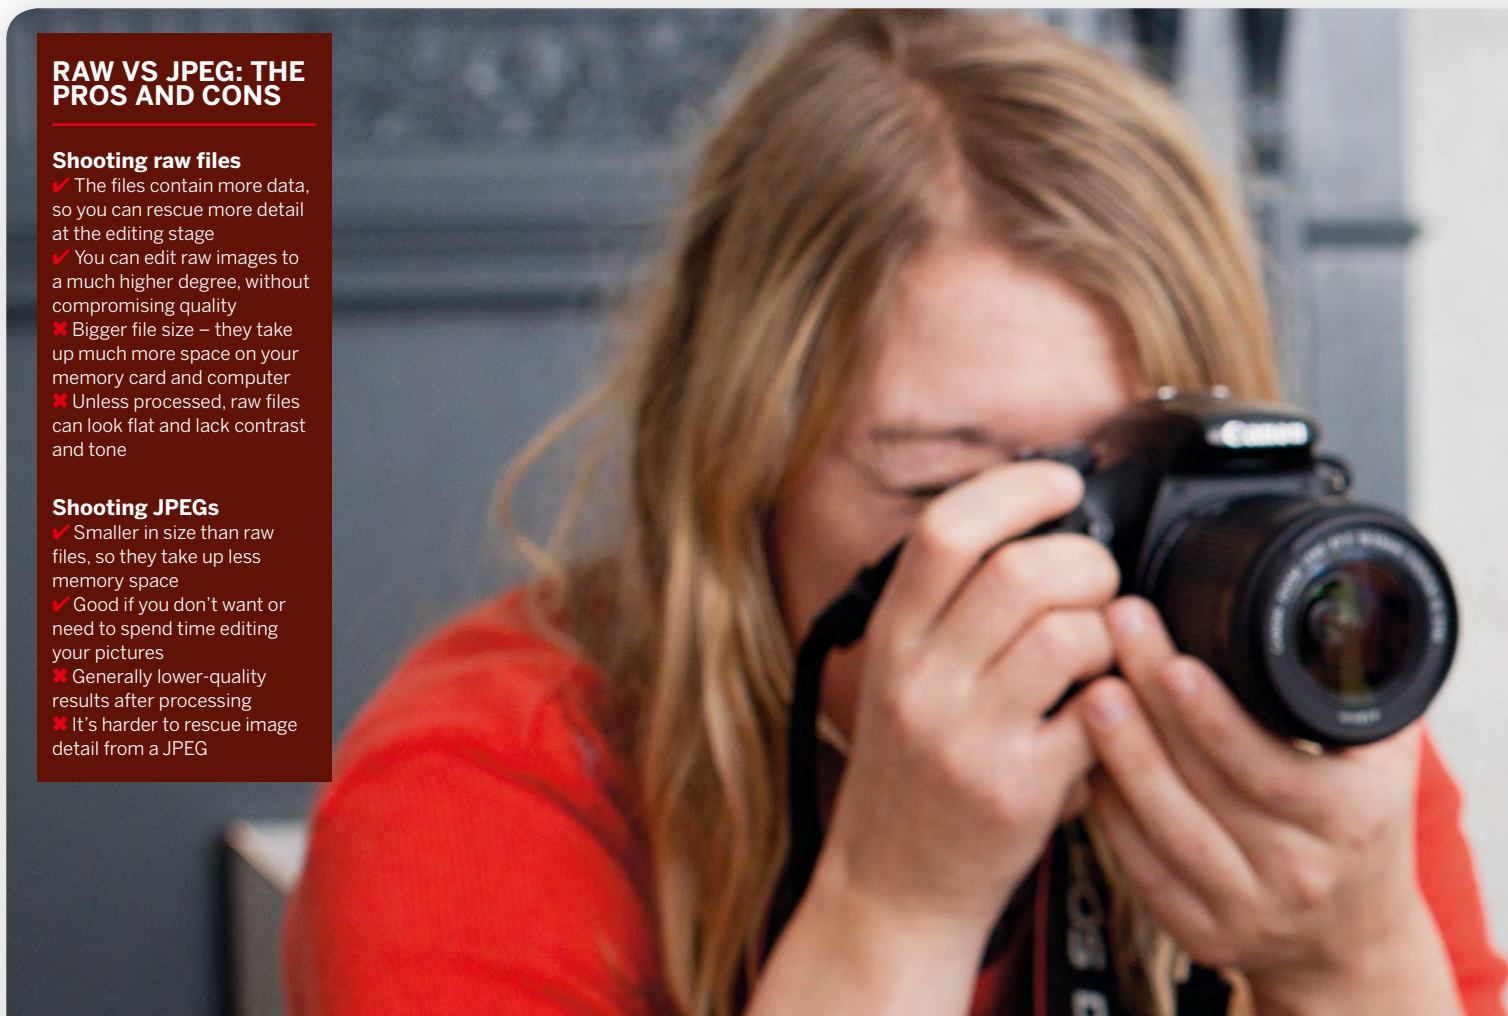 RAW VS JPEG: THE
PROS AND CONS
Shooting raw files
✔ The files contain more data,
so you can rescue more detail
at the editing stage
✔ You can edit raw images to
a much higher degree, without
compromising quality
✖ Bigger file size – they take
up much more space on your
memory card and computer
✖ Unless processed, raw files
can look flat and lack contrast
and tone
Shooting JPEGs
✔ Smaller in size than raw
files, so they take up less
memory space
✔ Good if you don’t want or
need to spend time editing
your pictures
✖ Generally lower-quality
results after processing
✖ It’s harder to rescue image
detail from a JPEG
Canon
EOS